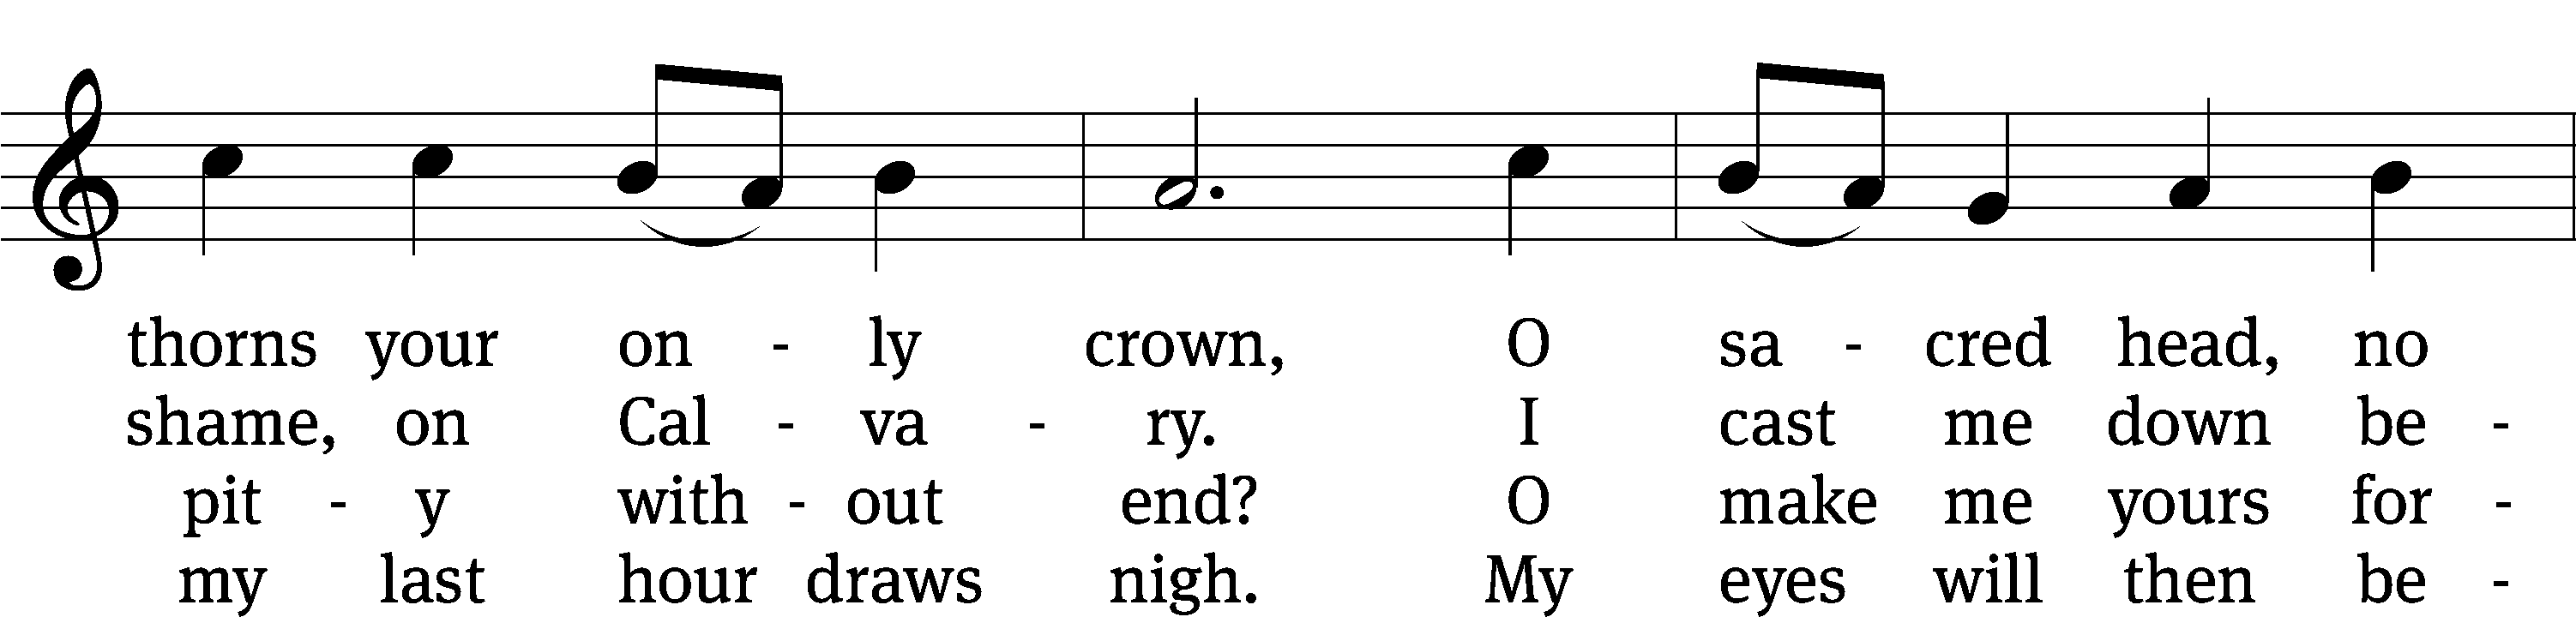 thorns your on - ly crown, O sa - cred head, no
shame, on Cal - va - ry. I cast me down be -
pit - y with - out end? O make me yours for -
my last hour draws nigh. My eyes will then be -